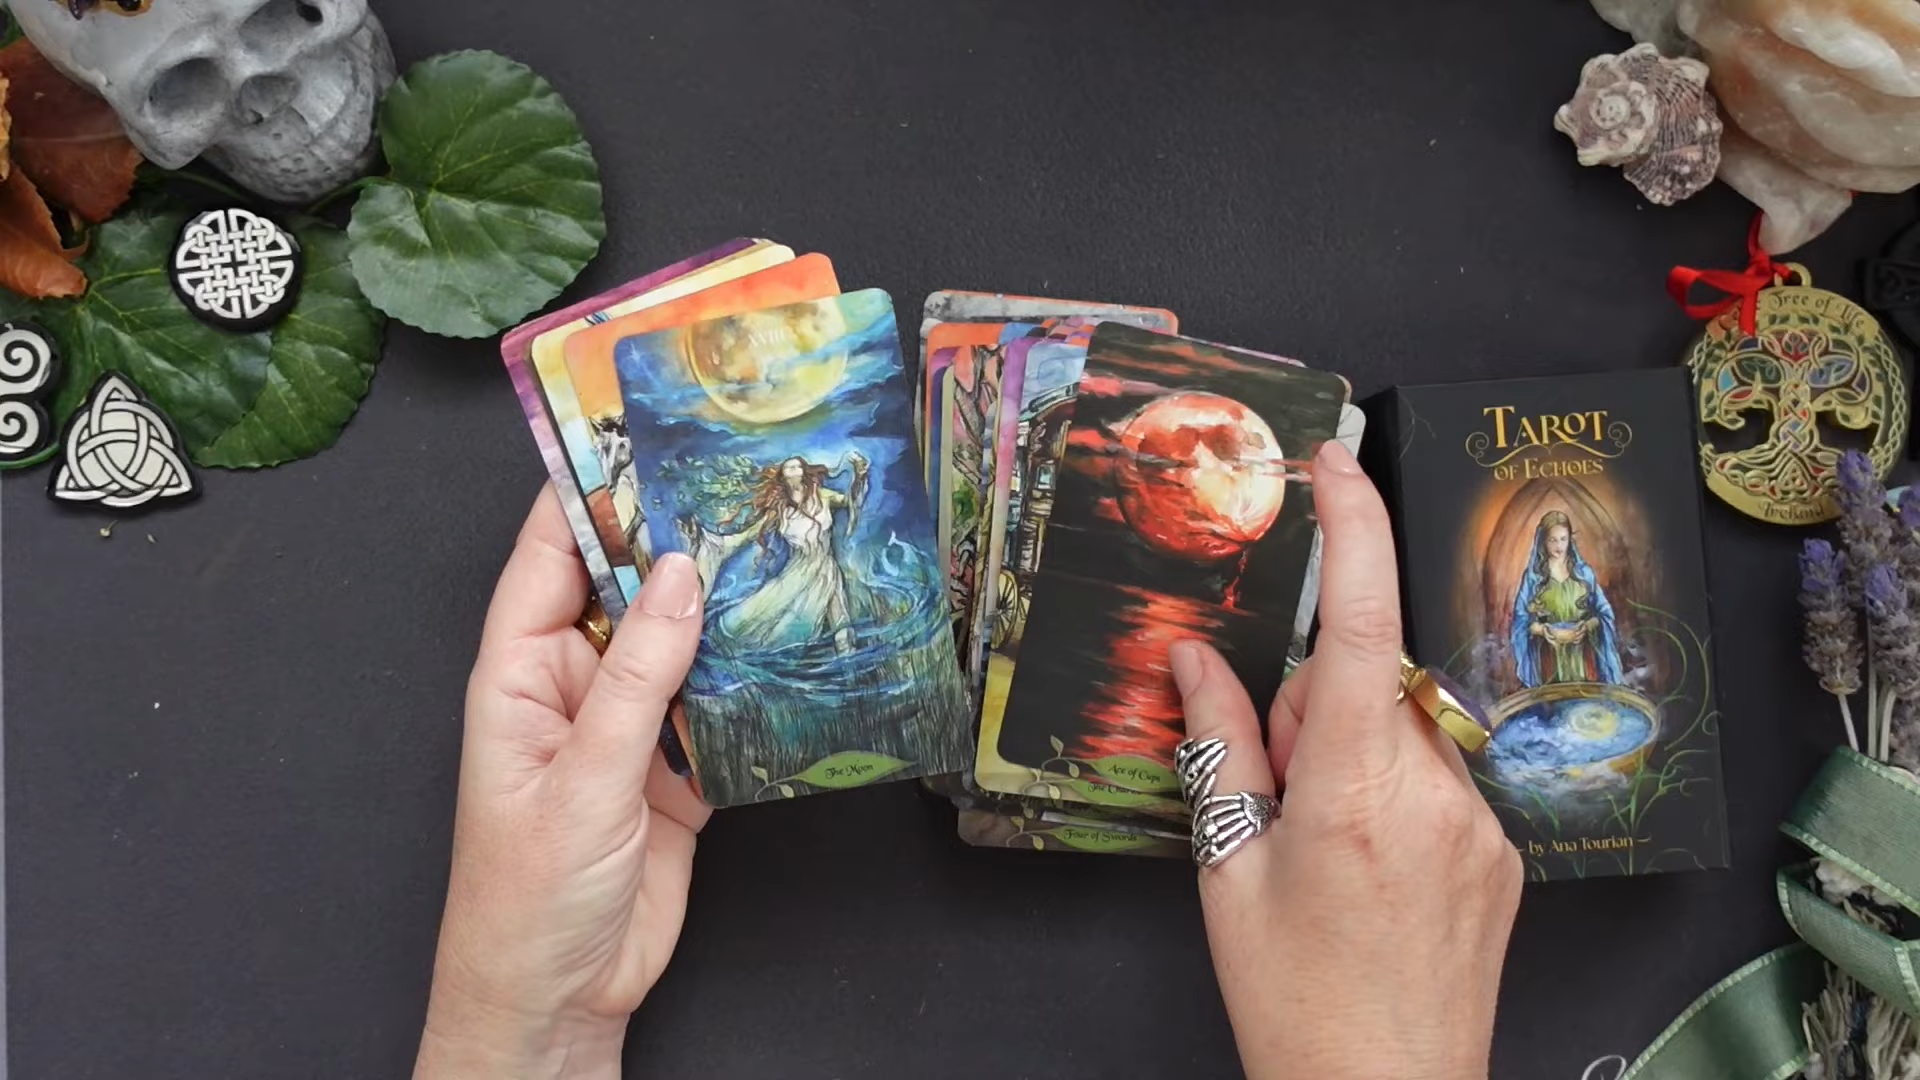 XVIII
The Moon
Ace of Cups
Four of Swords
TAROT
OF ECHOES
by Ana Tourian
Tree of Life
Ireland